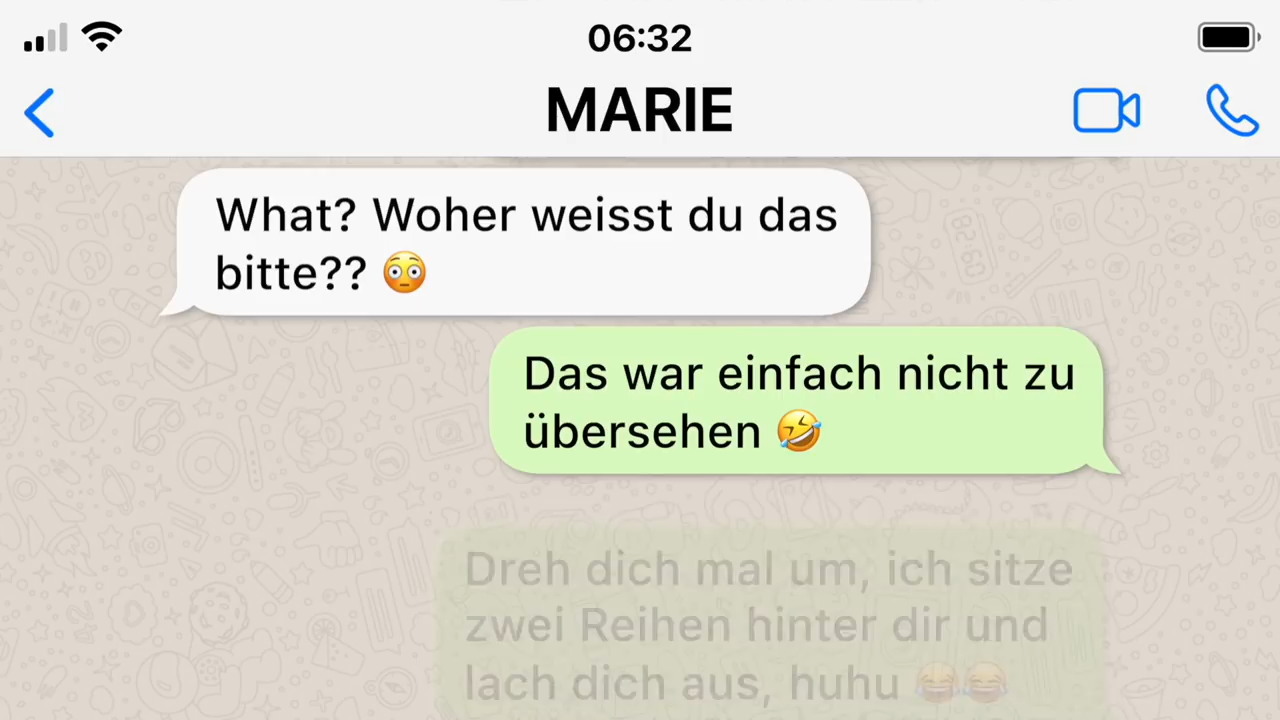 06:32
MARIE
What? Woher weisst du das
bitte?? 😳
Das war einfach nicht zu
übersehen 🤣
Dreh dich mal um, ich sitze
zwei Reihen hinter dir und
lach dich aus, huhu 😂😂